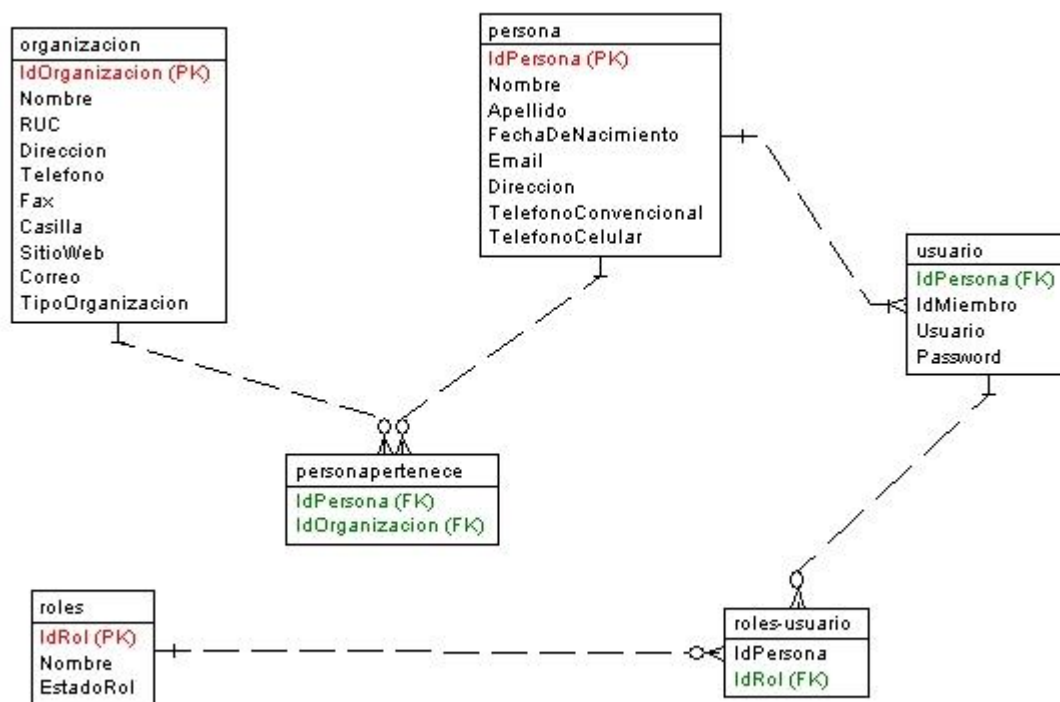 organizacion
IdOrganizacion (PK)
Nombre
RUC
Direccion
Telefono
Fax
Casilla
SitioWeb
Correo
TipoOrganizacion
persona
IdPersona (PK)
Nombre
Apellido
FechaDeNacimiento
Email
Direccion
TelefonoConvencional
TelefonoCelular
usuario
IdPersona (FK)
IdMiembro
Usuario
Password
personapertenece
IdPersona (FK)
IdOrganizacion (FK)
roles
IdRol (PK)
Nombre
EstadoRol
roles-usuario
IdPersona
IdRol (FK)